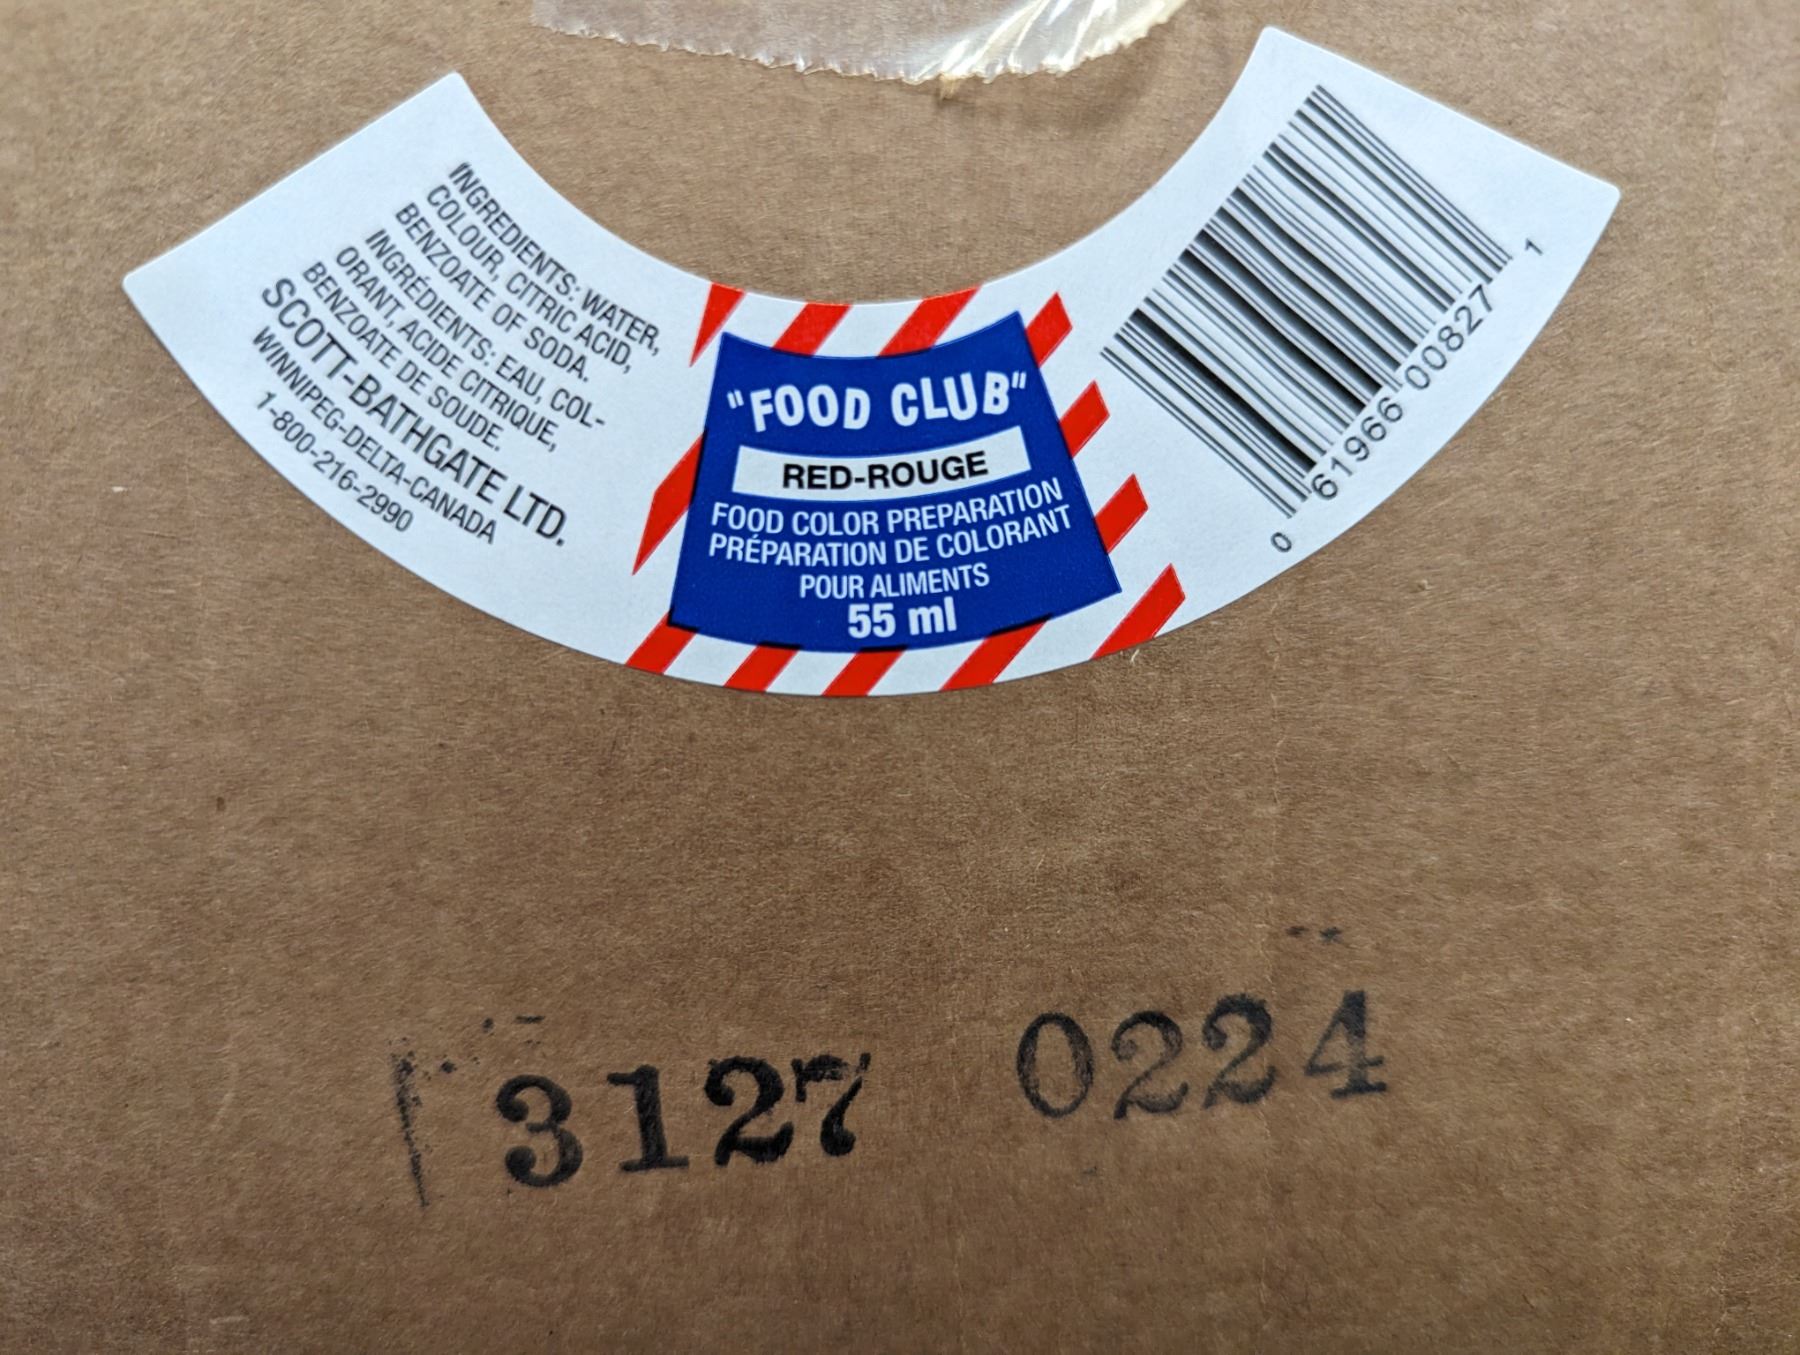 INGREDIENTS: WATER,
COLOUR, CITRIC ACID,
BENZOATE OF SODA.
INGRÉDIENTS: EAU, COL-
ORANT, ACIDE CITRIQUE,
BENZOATE DE SOUDE.
SCOTT-BATHGATE LTD.
WINNIPEG-DELTA-CANADA
1-800-216-2990
"FOOD CLUB"
RED-ROUGE
FOOD COLOR PREPARATION
PRÉPARATION DE COLORANT
POUR ALIMENTS
55 ml
0 61966 00827 1
3127 0224